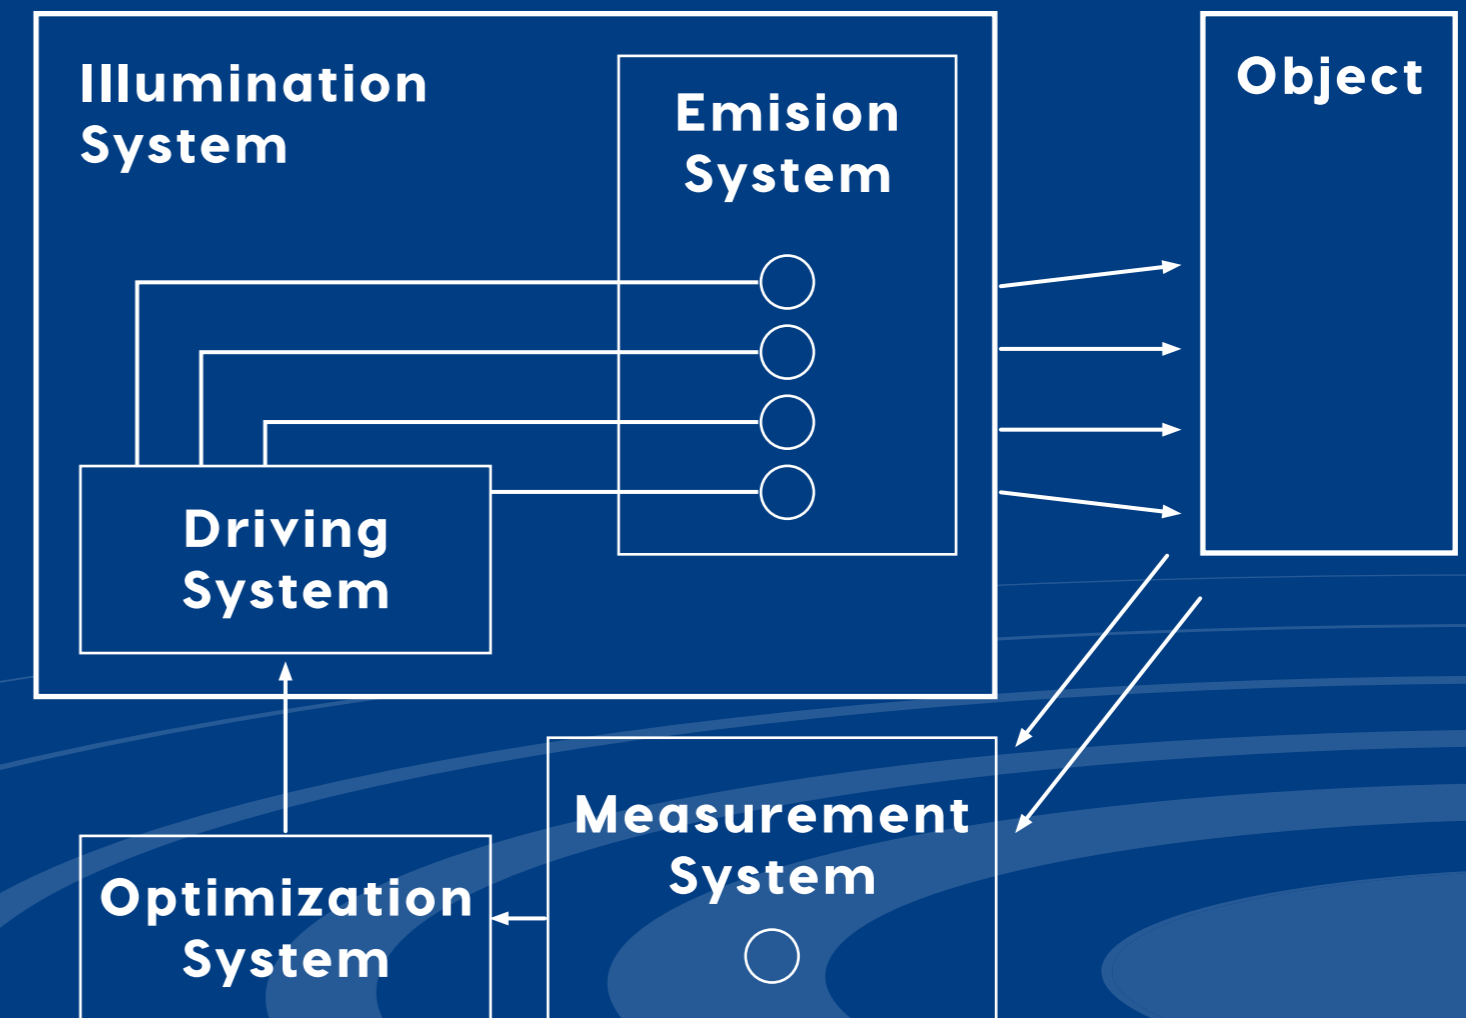 Illumination
System
Emision
System
Object
Driving
System
Measurement
System
Optimization
System